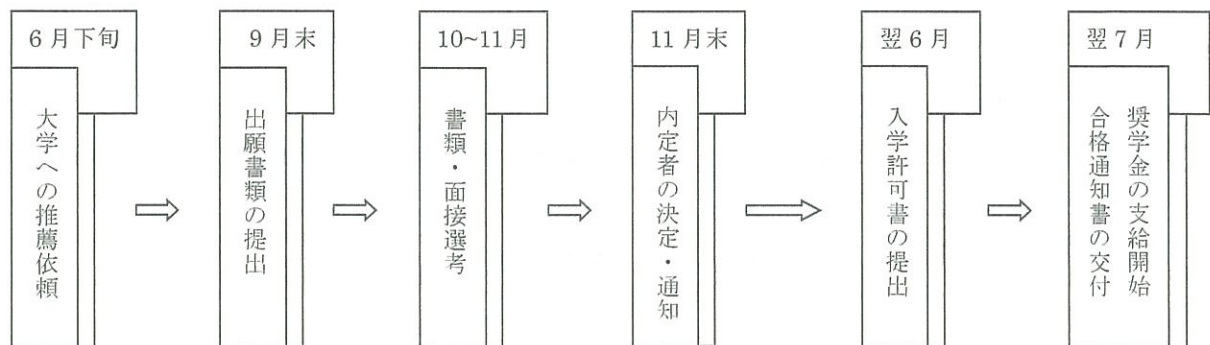 6月下旬
大学への推薦依頼
9月末
出願書類の提出
10~11月
書類・面接選考
11月末
内定者の決定・通知
翌6月
入学許可書の提出
翌7月
奨学金の支給開始
合格通知書の交付